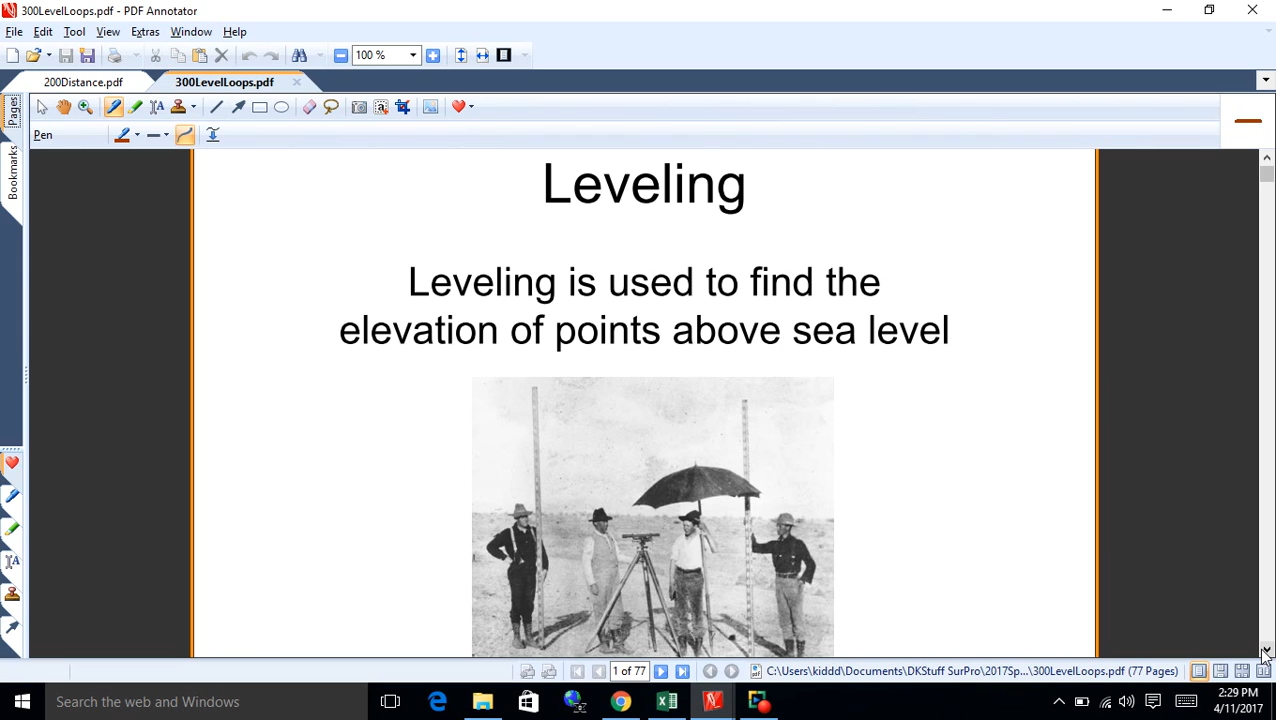 300LevelLoops.pdf - PDF Annotator
File Edit Tool View Extras Window Help
100 %
200Distance.pdf 300LevelLoops.pdf
Pen
Pages
Bookmarks
Leveling
Leveling is used to find the
elevation of points above sea level
1 of 77
C:\Users\kiddd\Documents\DKStuff SurPro\2017Sp...\300LevelLoops.pdf (77 Pages)
Search the web and Windows
2:29 PM
4/11/2017